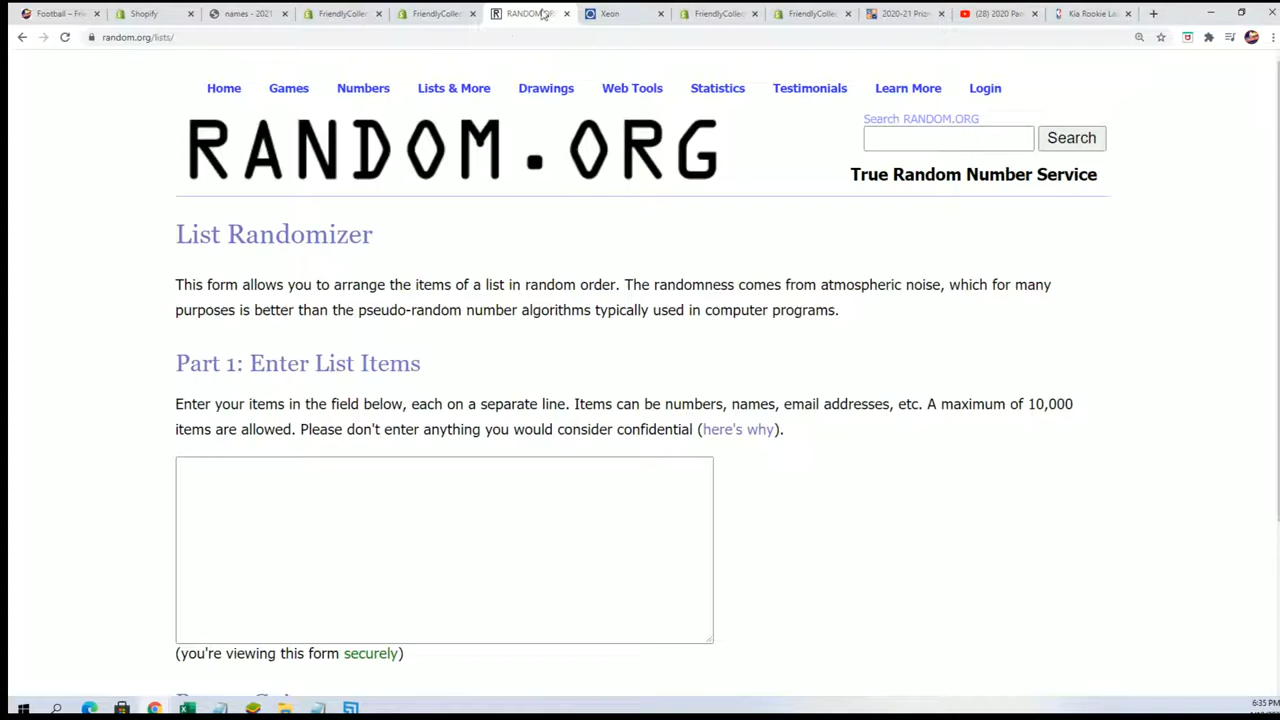 Football – Frie
Shopify
names - 2021
FriendlyCollec
FriendlyCollec
RANDOM.OR
Xeon
FriendlyCollec
FriendlyCollec
2020-21 Prizm
(28) 2020 Pan
Kia Rookie La
random.org/lists/
Home Games Numbers Lists & More Drawings Web Tools Statistics Testimonials Learn More Login
RANDOM.ORG
Search RANDOM.ORG
Search
True Random Number Service
List Randomizer
This form allows you to arrange the items of a list in random order. The randomness comes from atmospheric noise, which for many
purposes is better than the pseudo-random number algorithms typically used in computer programs.
Part 1: Enter List Items
Enter your items in the field below, each on a separate line. Items can be numbers, names, email addresses, etc. A maximum of 10,000
items are allowed. Please don't enter anything you would consider confidential (here's why).
(you're viewing this form securely)
6:35 PM